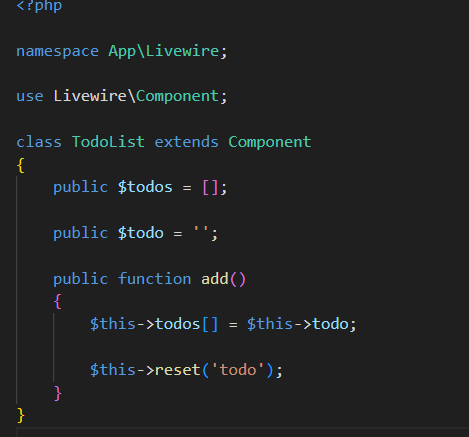 <?php
namespace App\Livewire;
use Livewire\Component;
class TodoList extends Component
{
public $todos = [];
public $todo = '';
public function add()
{
$this->todos[] = $this->todo;
$this->reset('todo');
}
}